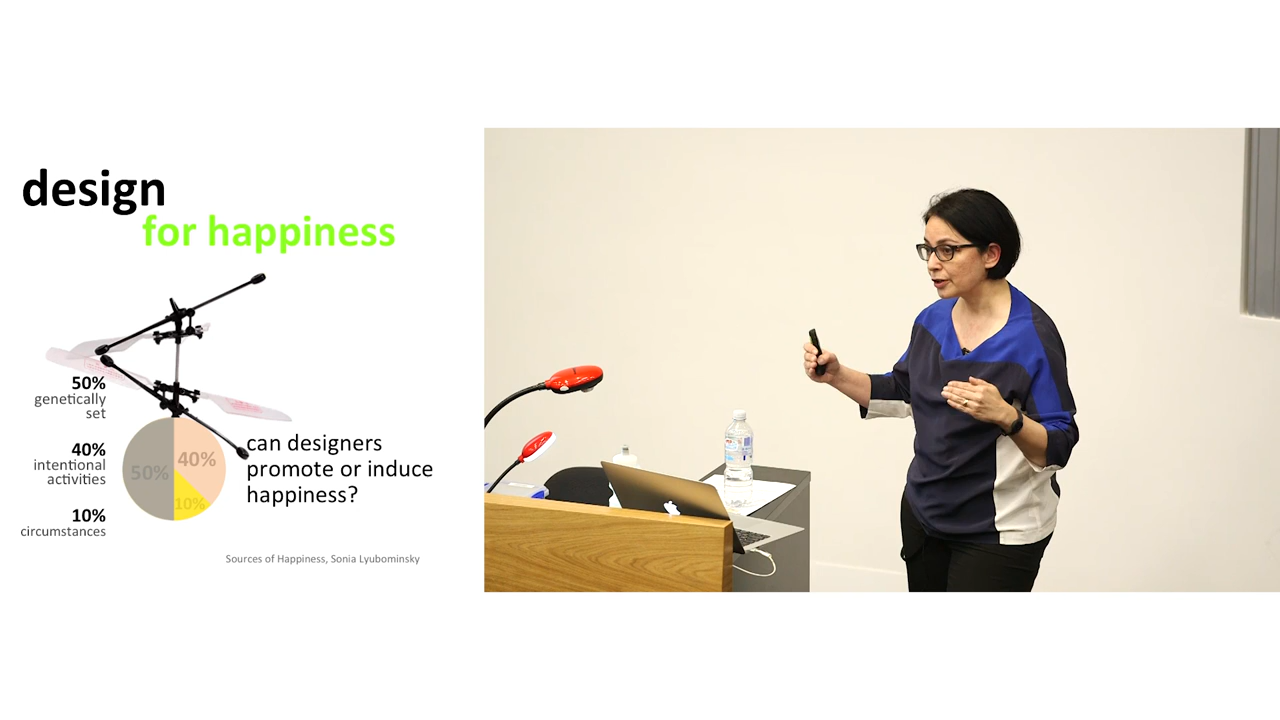 design
for happiness
50%
genetically
set
40%
intentional
activities
10%
circumstances
50%
40%
10%
can designers
promote or induce
happiness?
Sources of Happiness, Sonia Lyubominsky